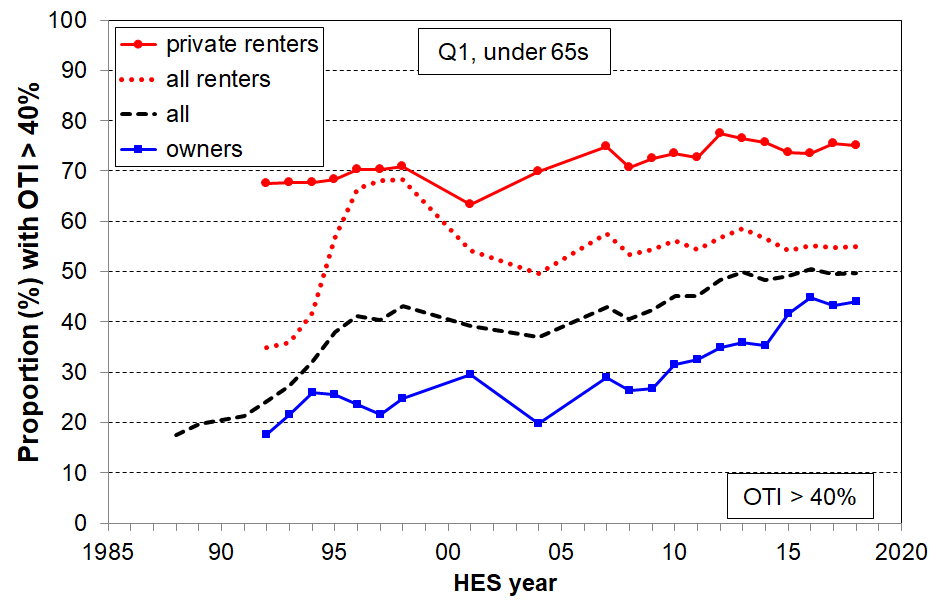 100
90
80
70
60
50
40
30
20
10
0
Proportion (%) with OTI > 40%
private renters
all renters
all
owners
Q1, under 65s
OTI > 40%
1985 90 95 00 05 10 15 2020
HES year